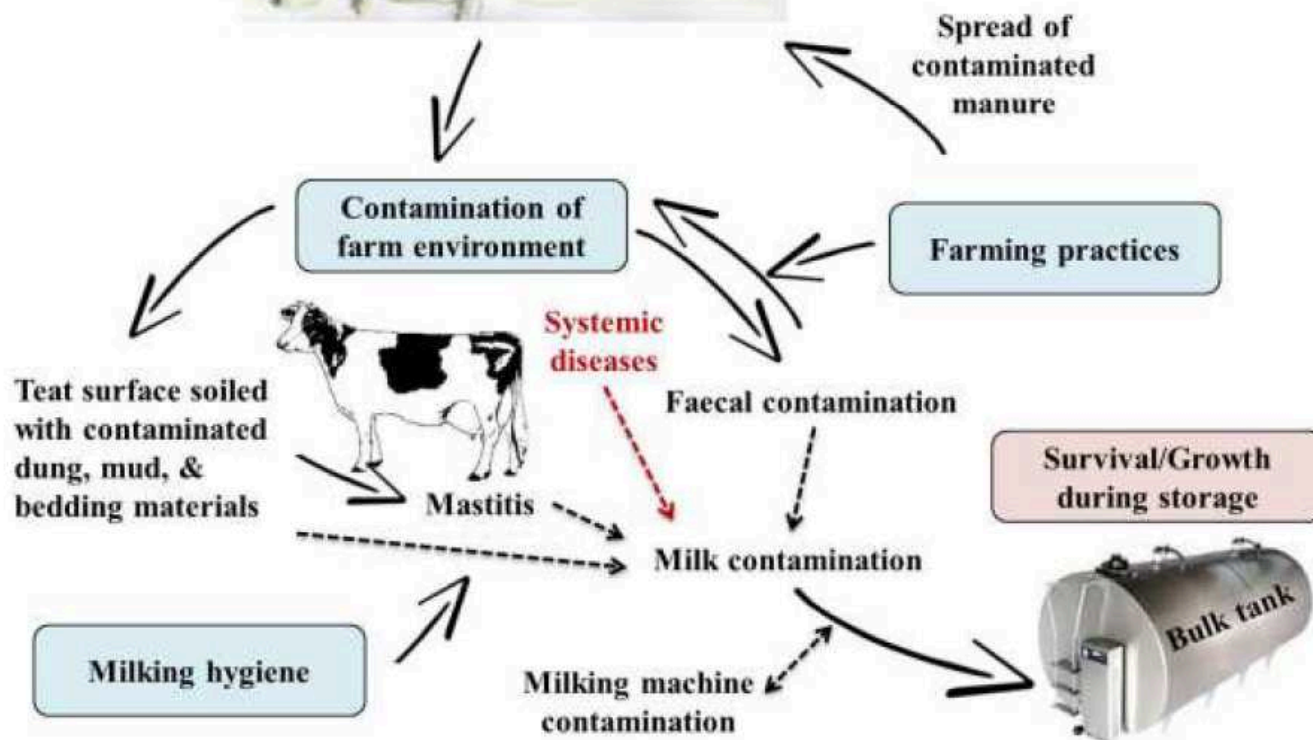 Spread of
contaminated
manure
Contamination of
farm environment
Farming practices
Systemic
diseases
Teat surface soiled
with contaminated
dung, mud, &
bedding materials
Faecal contamination
Survival/Growth
during storage
Mastitis
Milk contamination
Bulk tank
Milking hygiene
Milking machine
contamination